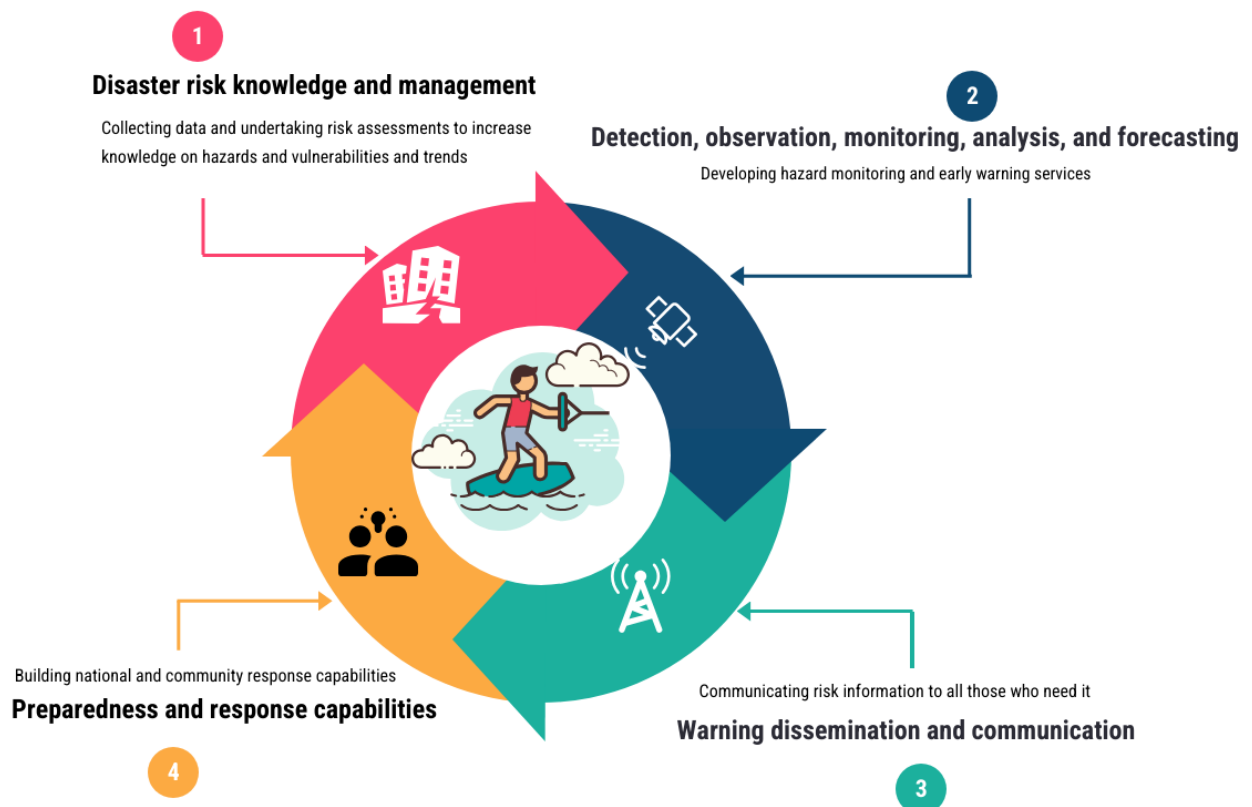 1
Disaster risk knowledge and management
Collecting data and undertaking risk assessments to increase
knowledge on hazards and vulnerabilities and trends
2
Detection, observation, monitoring, analysis, and forecasting
Developing hazard monitoring and early warning services
Building national and community response capabilities
Preparedness and response capabilities
4
Communicating risk information to all those who need it
Warning dissemination and communication
3